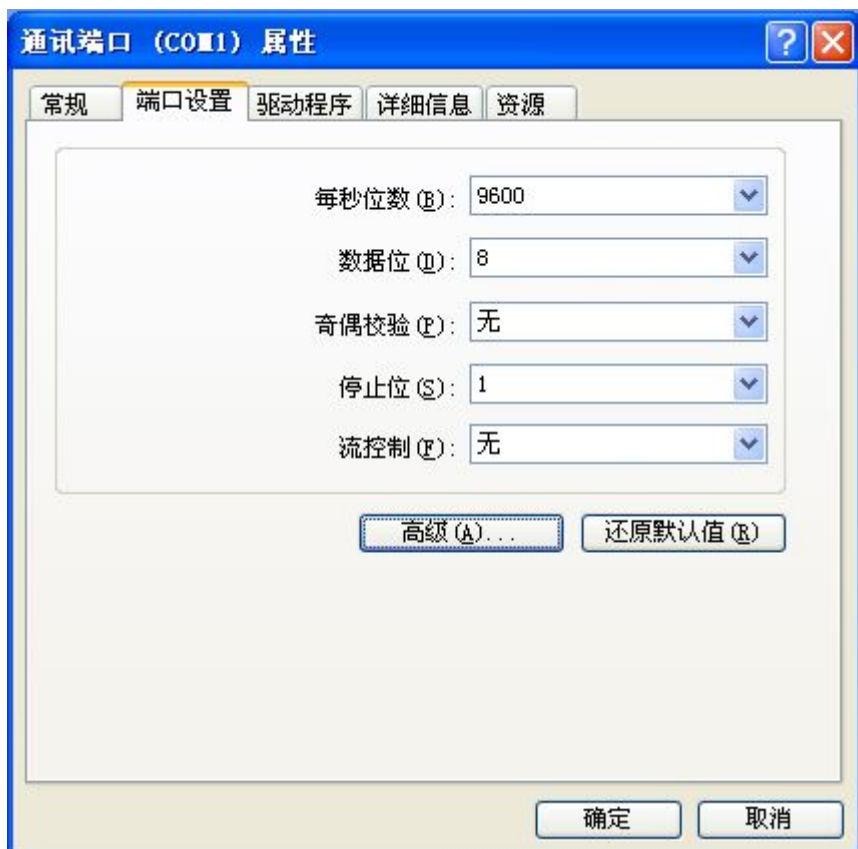 通讯端口 (COM1) 属性
常规 端口设置 驱动程序 详细信息 资源
每秒位数(B): 9600
数据位(D): 8
奇偶校验(P): 无
停止位(S): 1
流控制(F): 无
高级(A)... 还原默认值(R)
确定 取消